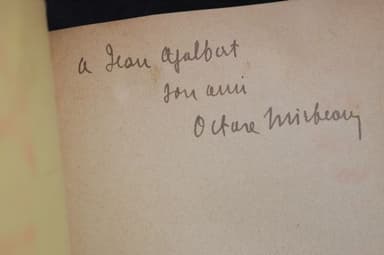 a Jean Ajalbert
son ami
Octave Mirbeau